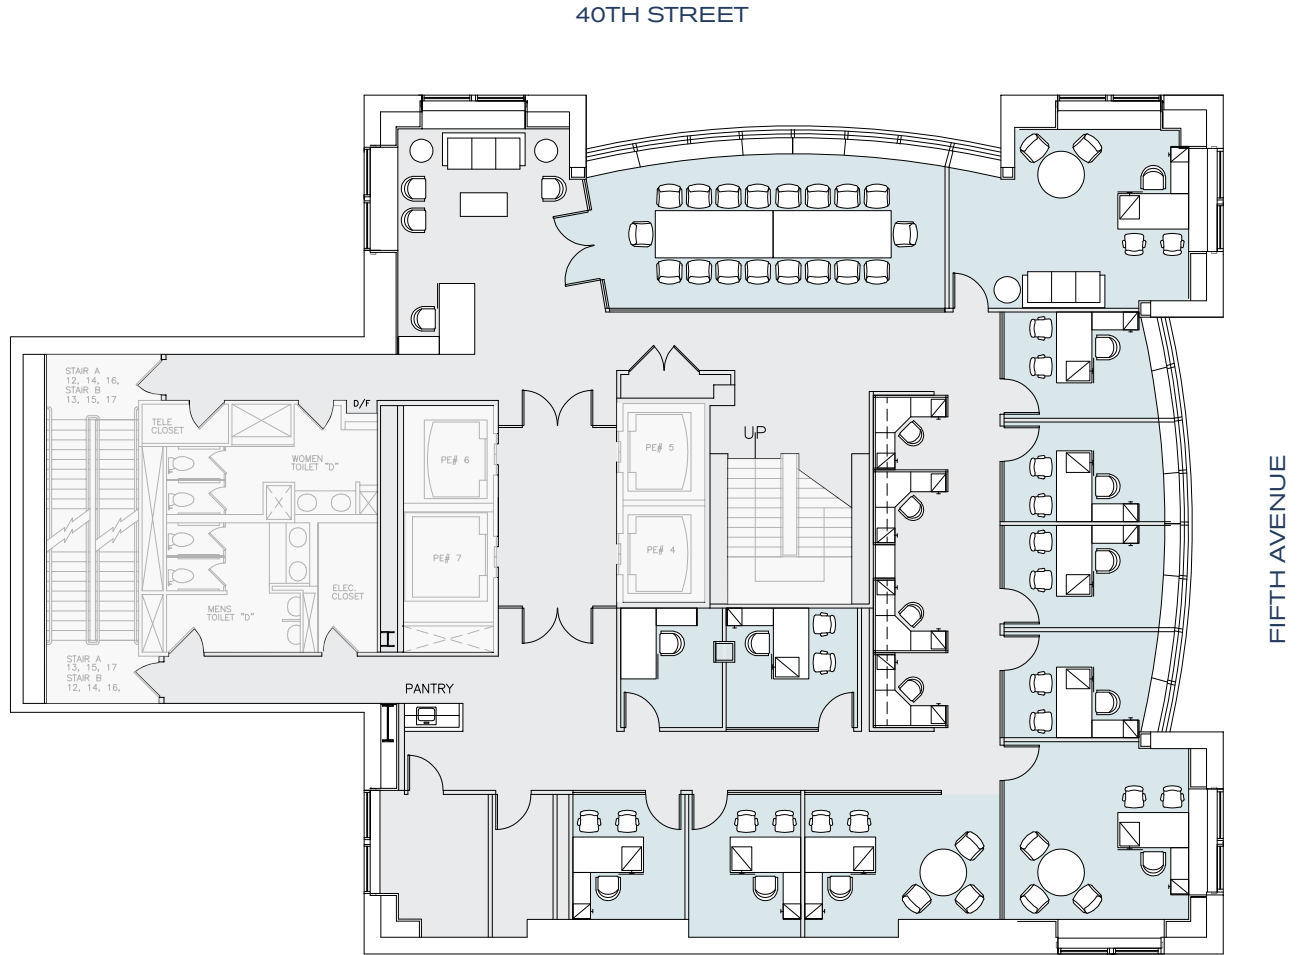 40TH STREET
STAIR A
12, 14, 16,
STAIR B
13, 15, 17
D/F
TELE
CLOSET
UP
WOMEN
TOILET "D"
PE# 6
PE# 5
FIFTH AVENUE
PE# 7
PE# 4
ELEC.
CLOSET
MENS
TOILET "D"
STAIR A
13, 15, 17
STAIR B
12, 14, 16,
PANTRY